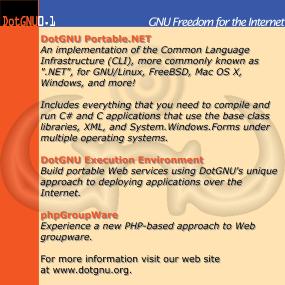 DotGNU0.1
GNU Freedom for the Internet
DotGNU Portable.NET
An implementation of the Common Language
Infrastructure (CLI), more commonly known as
".NET", for GNU/Linux, FreeBSD, Mac OS X,
Windows, and more!
Includes everything that you need to compile and
run C# and C applications that use the base class
libraries, XML, and System.Windows.Forms under
multiple operating systems.
DotGNU Execution Environment
Build portable Web services using DotGNU's unique
approach to deploying applications over the
Internet.
phpGroupWare
Experience a new PHP-based approach to Web
groupware.
For more information visit our web site
at www.dotgnu.org.